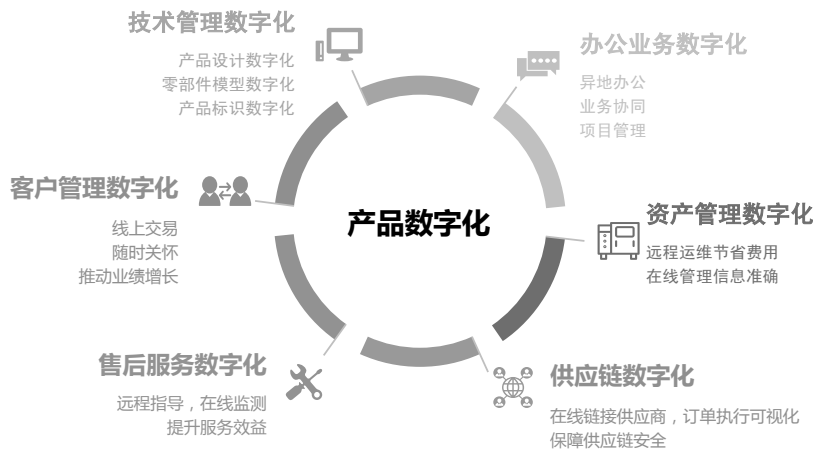 技术管理数字化
产品设计数字化
零部件模型数字化
产品标识数字化
办公业务数字化
异地办公
业务协同
项目管理
客户管理数字化
线上交易
随时关怀
推动业绩增长
产品数字化
资产管理数字化
远程运维节省费用
在线管理信息准确
售后服务数字化
远程指导，在线监测
提升服务效益
供应链数字化
在线链接供应商，订单执行可视化
保障供应链安全